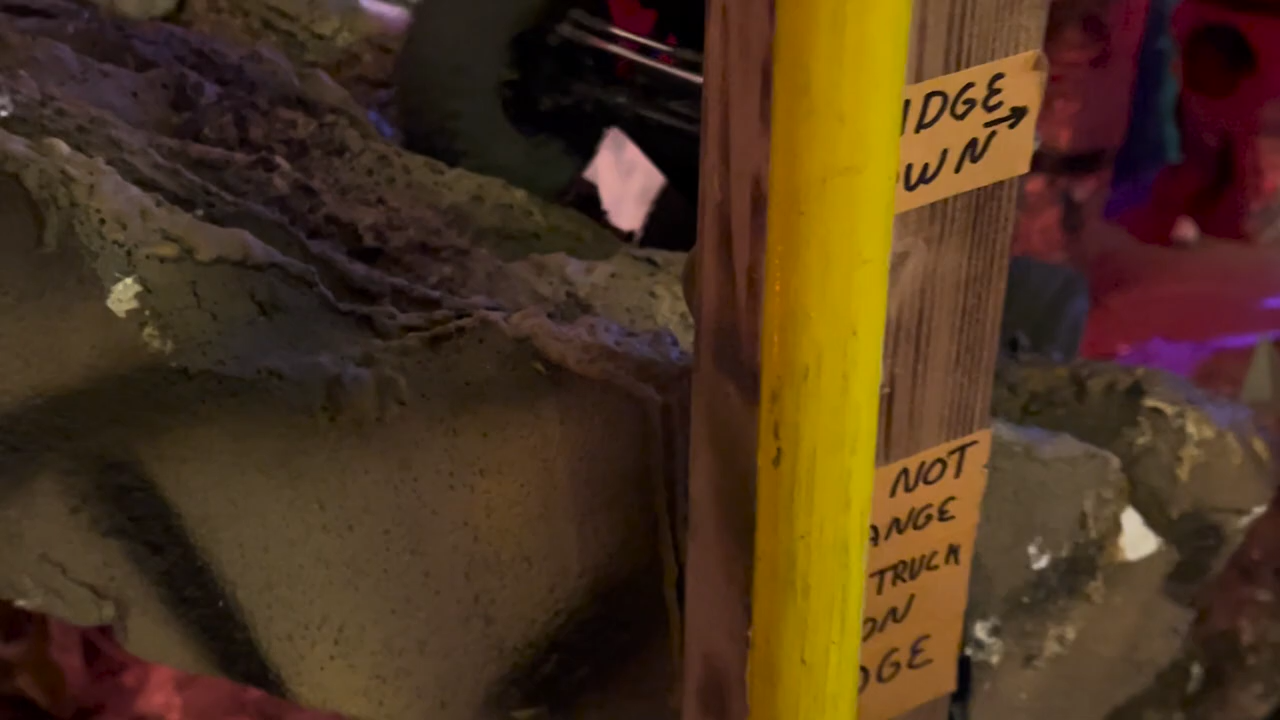 IDGE →
WN
NOT
ANGE
TRUCK
ON
DGE